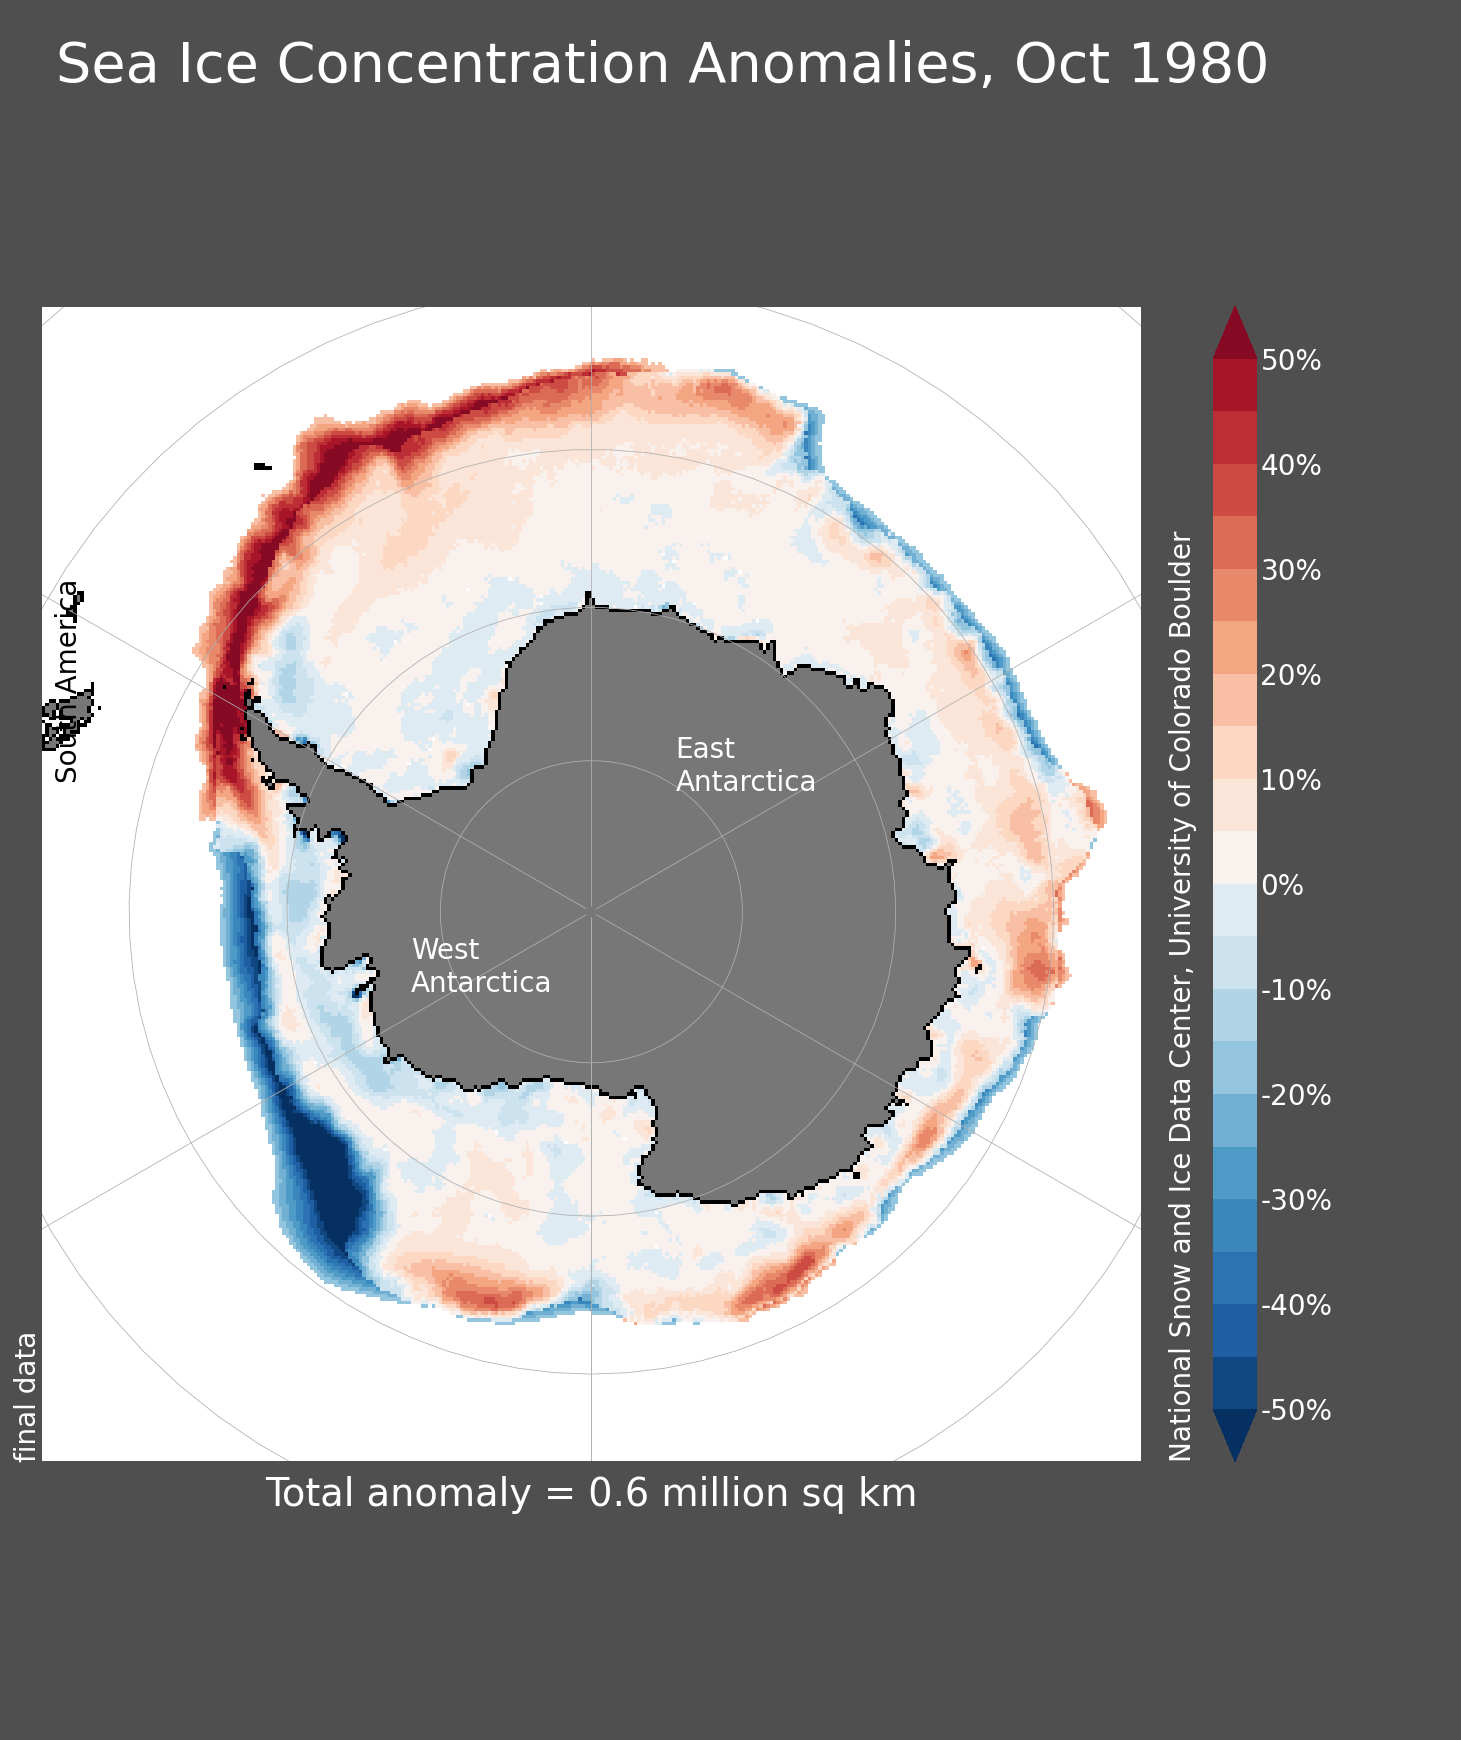 Sea Ice Concentration Anomalies, Oct 1980
South America
East
Antarctica
West
Antarctica
final data
National Snow and Ice Data Center, University of Colorado Boulder
50%
40%
30%
20%
10%
0%
-10%
-20%
-30%
-40%
-50%
Total anomaly = 0.6 million sq km